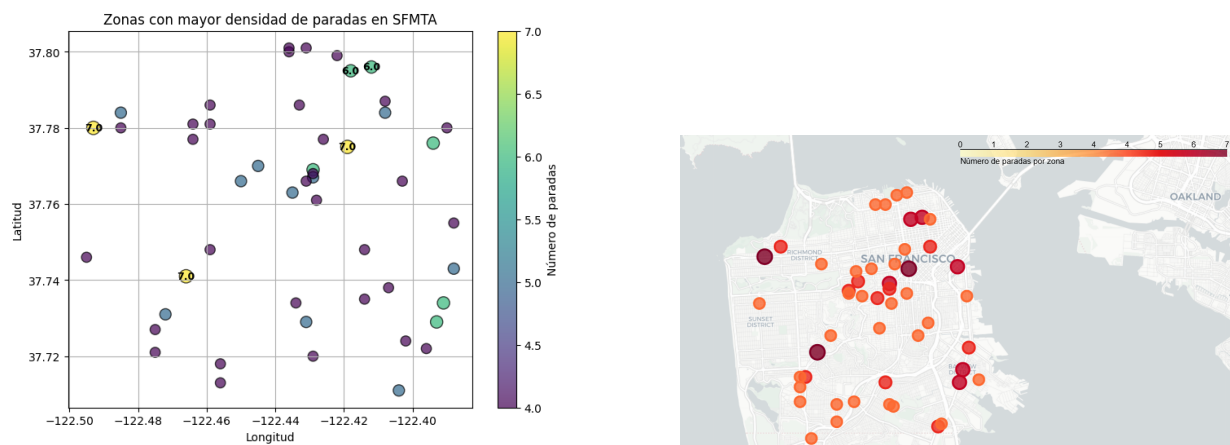 Zonas con mayor densidad de paradas en SFMTA
37.80
37.78
37.76
37.74
37.72
Latitud
−122.50
−122.48
−122.46
−122.44
−122.42
−122.40
Longitud
6.0
6.0
7.0
7.0
7.0
7.0
6.5
6.0
5.5
5.0
4.5
4.0
Número de paradas
0 1 2 3 4 5 6 7
Número de paradas por zona
OAKLAND
RICHMOND
DISTRICT
SAN FRANCISCO
SUNSET
DISTRICT